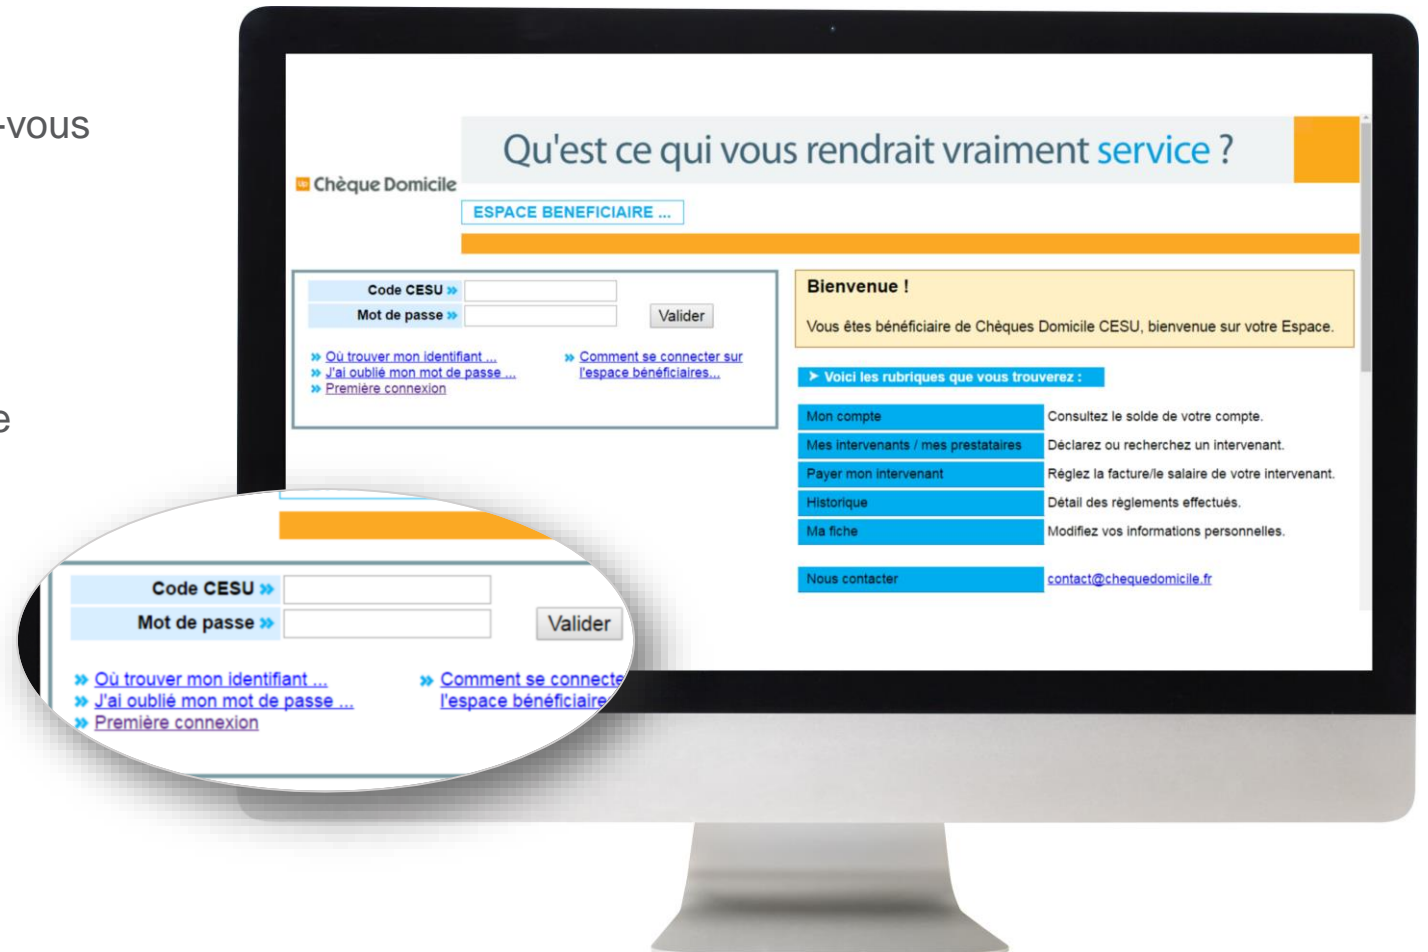 -vous
e
Qu'est ce qui vous rendrait vraiment service ?
Up Chèque Domicile
ESPACE BENEFICIAIRE ...
Code CESU »
Mot de passe »
Valider
» Où trouver mon identifiant ...
» J'ai oublié mon mot de passe ...
» Première connexion
» Comment se connecter sur
l'espace bénéficiaires...
Bienvenue !
Vous êtes bénéficiaire de Chèques Domicile CESU, bienvenue sur votre Espace.
➤ Voici les rubriques que vous trouverez :
Mon compte Consultez le solde de votre compte.
Mes intervenants / mes prestataires Déclarez ou recherchez un intervenant.
Payer mon intervenant Réglez la facture/le salaire de votre intervenant.
Historique Détail des règlements effectués.
Ma fiche Modifiez vos informations personnelles.
Nous contacter contact@chequedomicile.fr
Code CESU »
Mot de passe »
Valider
» Où trouver mon identifiant ...
» J'ai oublié mon mot de passe ...
» Première connexion
» Comment se connecte
l'espace bénéficiaire